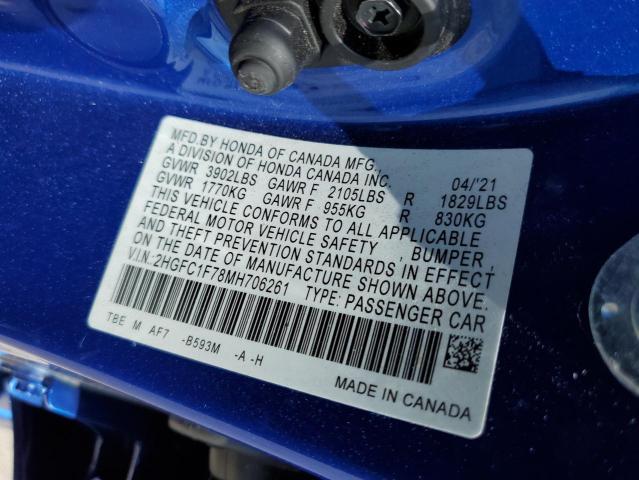 MFD.BY HONDA OF CANADA MFG.,
A DIVISION OF HONDA CANADA INC. 04/'21
GVWR 3902LBS GAWR F 2105LBS R 1829LBS
GVWR 1770KG GAWR F 955KG R 830KG
THIS VEHICLE CONFORMS TO ALL APPLICABLE
FEDERAL MOTOR VEHICLE SAFETY , BUMPER
AND THEFT PREVENTION STANDARDS IN EFFECT
ON THE DATE OF MANUFACTURE SHOWN ABOVE.
V.I.N:2HGFC1F78MH706261 TYPE: PASSENGER CAR
TBE M AF7 -B593M -A -H
MADE IN CANADA